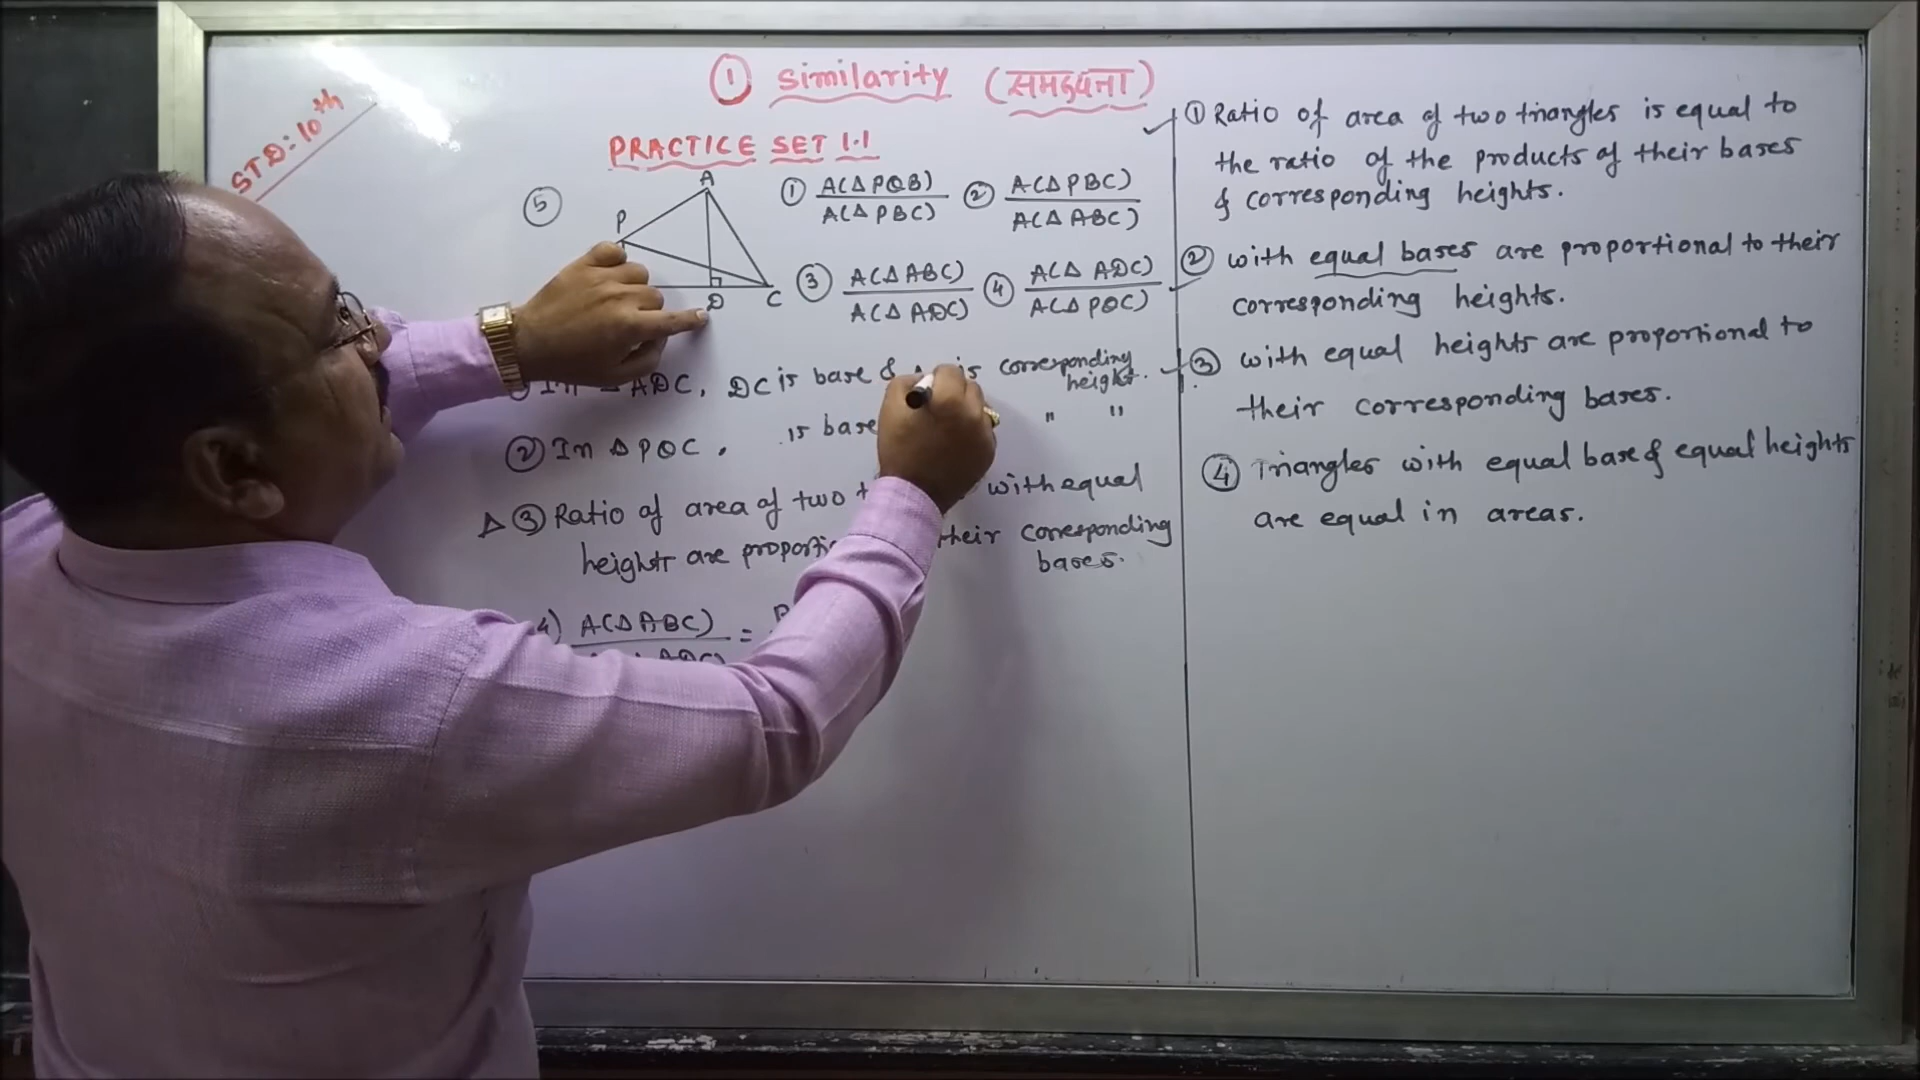 STD: 10th
① Similarity (समरूपता)
PRACTICE SET 1.1
⑤
A
P
D
C
① A(Δ PQB)
A(Δ PBC)
② A(Δ PBC)
A(Δ ABC)
③ A(Δ ABC)
A(Δ ADC)
④ A(Δ ADC)
A(Δ PQC)
In ADC, DC is base & is corresponding
height.
② In Δ PQC, is base " "
Δ ③ Ratio of area of two with equal
heights are their corresponding
bases.
4) A(Δ ABC) =
① Ratio of area of two triangles is equal to
the ratio of the products of their bases
& corresponding heights.
② with equal bases are proportional to their
corresponding heights.
③ with equal heights are proportional to
their corresponding bases.
④ Triangles with equal base & equal heights
are equal in areas.